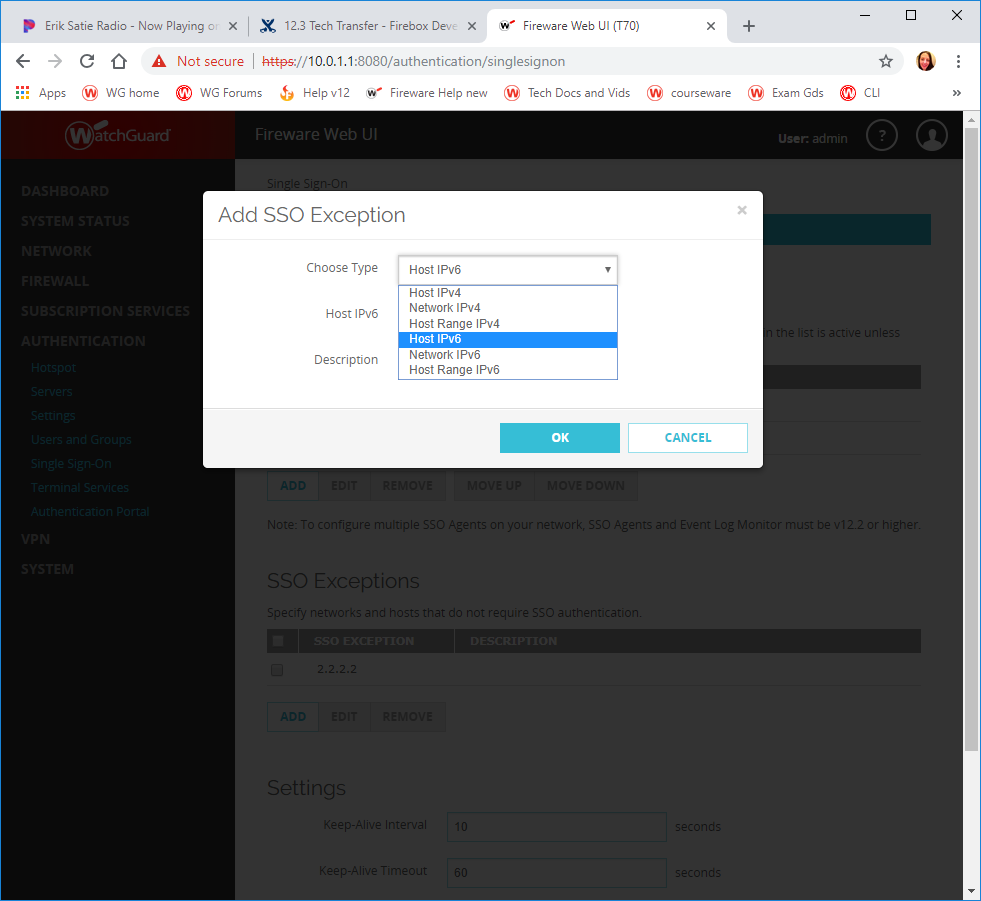 Erik Satie Radio - Now Playing on
12.3 Tech Transfer - Firebox Deve
Fireware Web UI (T70)
Not secure | https://10.0.1.1:8080/authentication/singlesignon
Apps WG home WG Forums Help v12 Fireware Help new Tech Docs and Vids courseware Exam Gds CLI »
WatchGuard
Fireware Web UI
User: admin
?
DASHBOARD
SYSTEM STATUS
NETWORK
FIREWALL
SUBSCRIPTION SERVICES
AUTHENTICATION
Hotspot
Servers
Settings
Users and Groups
Single Sign-On
Terminal Services
Authentication Portal
VPN
SYSTEM
Single Sign-On
Add SSO Exception
Choose Type Host IPv6
Host IPv4
Network IPv4
Host Range IPv4
Host IPv6
Network IPv6
Host Range IPv6
Host IPv6
Description
OK CANCEL
in the list is active unless
ADD EDIT REMOVE MOVE UP MOVE DOWN
Note: To configure multiple SSO Agents on your network, SSO Agents and Event Log Monitor must be v12.2 or higher.
SSO Exceptions
Specify networks and hosts that do not require SSO authentication.
SSO EXCEPTION DESCRIPTION
2.2.2.2
ADD EDIT REMOVE
Settings
Keep-Alive Interval 10 seconds
Keep-Alive Timeout 60 seconds